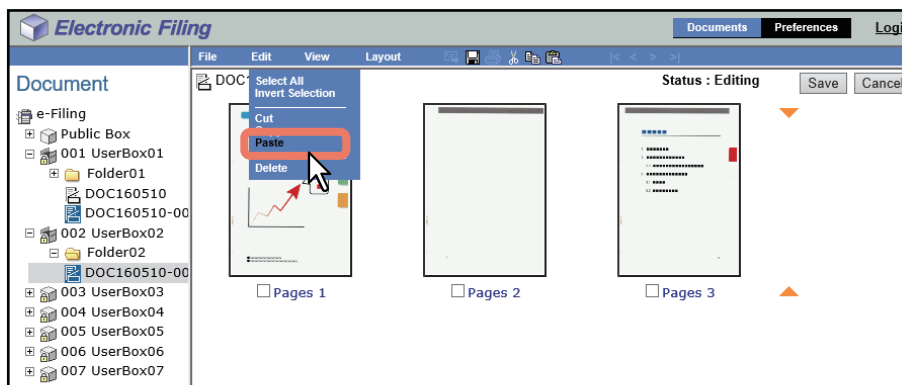 Electronic Filing
Documents
Preferences
File Edit View Layout
Document
Status : Editing
Save
Cancel
Select All
Invert Selection
Cut
Paste
Delete
e-Filing
Public Box
001 UserBox01
Folder01
DOC160510
DOC160510-00
002 UserBox02
Folder02
DOC160510-00
003 UserBox03
004 UserBox04
005 UserBox05
006 UserBox06
007 UserBox07
Pages 1
Pages 2
Pages 3